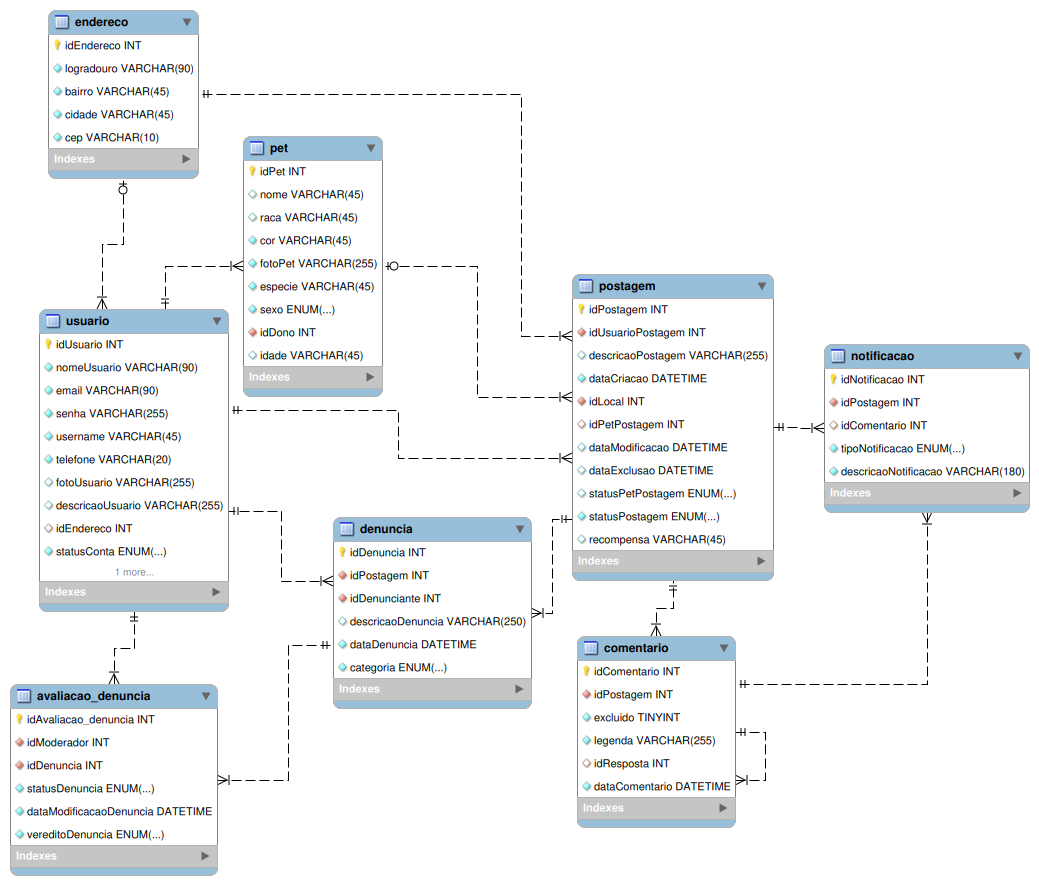 endereco
idEndereco INT
logradouro VARCHAR(90)
bairro VARCHAR(45)
cidade VARCHAR(45)
cep VARCHAR(10)
Indexes
pet
idPet INT
nome VARCHAR(45)
raca VARCHAR(45)
cor VARCHAR(45)
fotoPet VARCHAR(255)
especie VARCHAR(45)
sexo ENUM(...)
idDono INT
idade VARCHAR(45)
Indexes
usuario
idUsuario INT
nomeUsuario VARCHAR(90)
email VARCHAR(90)
senha VARCHAR(255)
username VARCHAR(45)
telefone VARCHAR(20)
fotoUsuario VARCHAR(255)
descricaoUsuario VARCHAR(255)
idEndereco INT
statusConta ENUM(...)
1 more...
Indexes
postagem
idPostagem INT
idUsuarioPostagem INT
descricaoPostagem VARCHAR(255)
dataCriacao DATETIME
idLocal INT
idPetPostagem INT
dataModificacao DATETIME
dataExclusao DATETIME
statusPetPostagem ENUM(...)
statusPostagem ENUM(...)
recompensa VARCHAR(45)
Indexes
notificacao
idNotificacao INT
idPostagem INT
idComentario INT
tipoNotificacao ENUM(...)
descricaoNotificacao VARCHAR(180)
Indexes
denuncia
idDenuncia INT
idPostagem INT
idDenunciante INT
descricaoDenuncia VARCHAR(250)
dataDenuncia DATETIME
categoria ENUM(...)
Indexes
comentario
idComentario INT
idPostagem INT
excluido TINYINT
legenda VARCHAR(255)
idResposta INT
dataComentario DATETIME
Indexes
avaliacao_denuncia
idAvaliacao_denuncia INT
idModerador INT
idDenuncia INT
statusDenuncia ENUM(...)
dataModificacaoDenuncia DATETIME
vereditoDenuncia ENUM(...)
Indexes